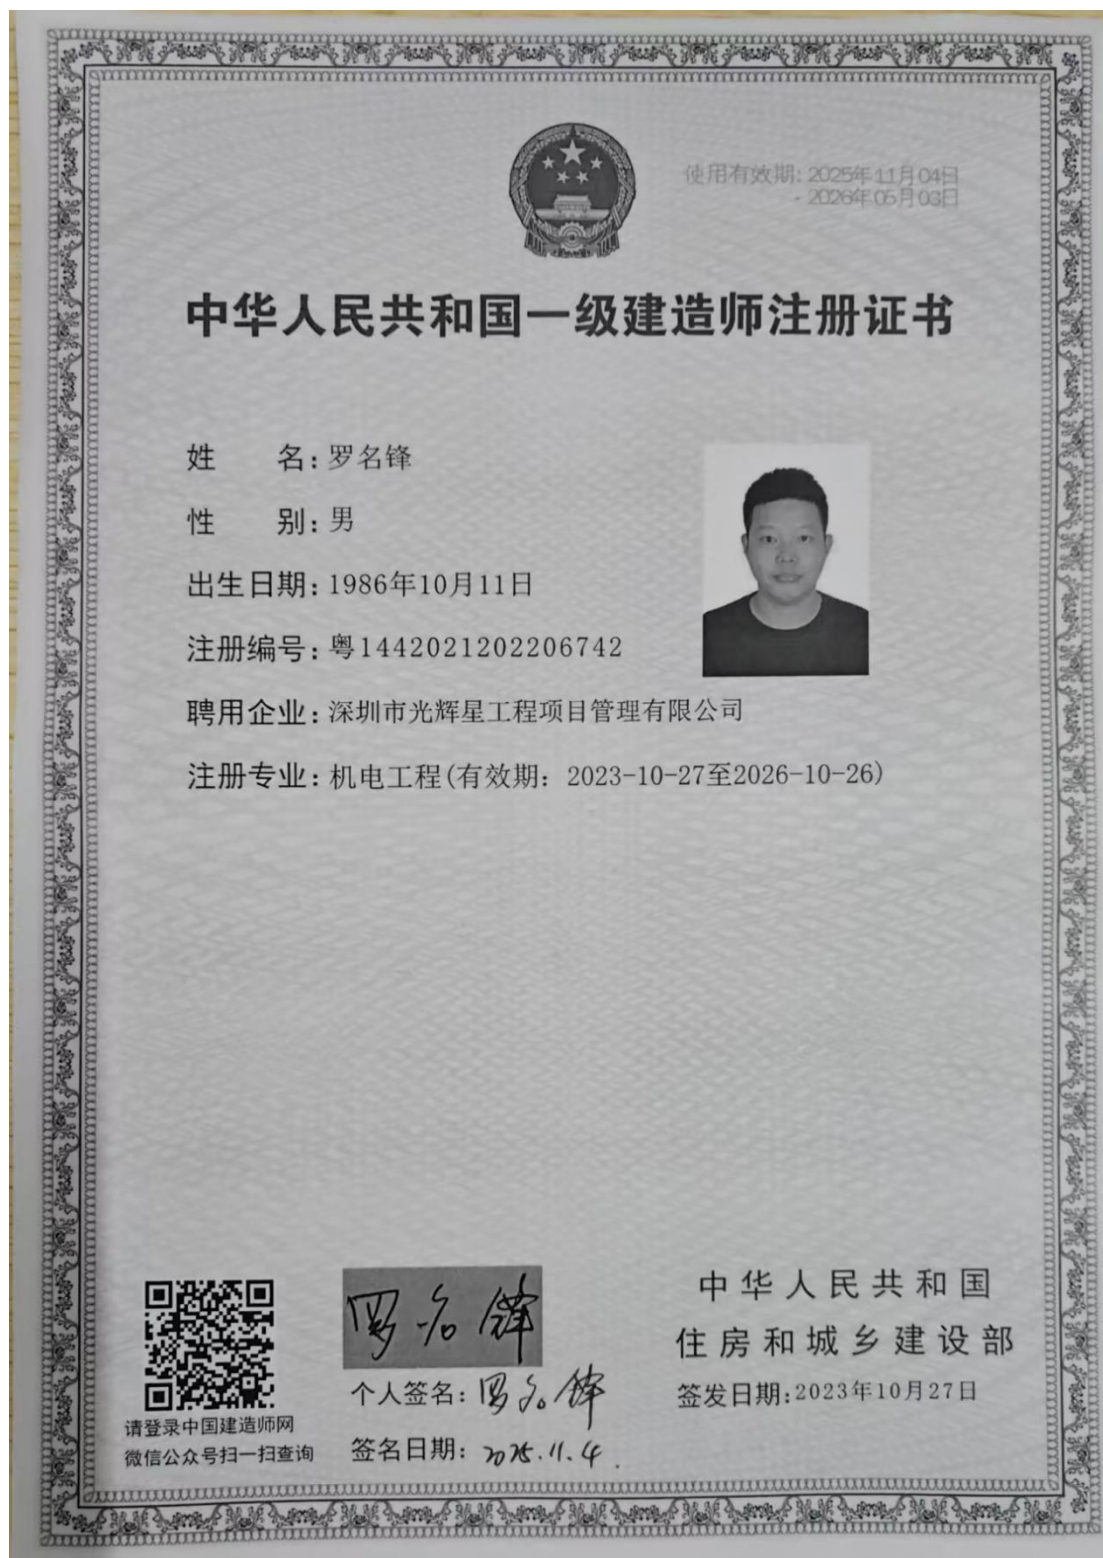 使用有效期: 2025年11月04日
- 2026年05月03日
中华人民共和国一级建造师注册证书
姓 名: 罗名锋
性 别: 男
出生日期: 1986年10月11日
注册编号: 粤1442021202206742
聘用企业: 深圳市光辉星工程项目管理有限公司
注册专业: 机电工程(有效期: 2023-10-27至2026-10-26)
罗名锋
个人签名: 罗名锋
签名日期: 2025.11.4.
请登录中国建造师网
微信公众号扫一扫查询
中华人民共和国
住房和城乡建设部
签发日期: 2023年10月27日